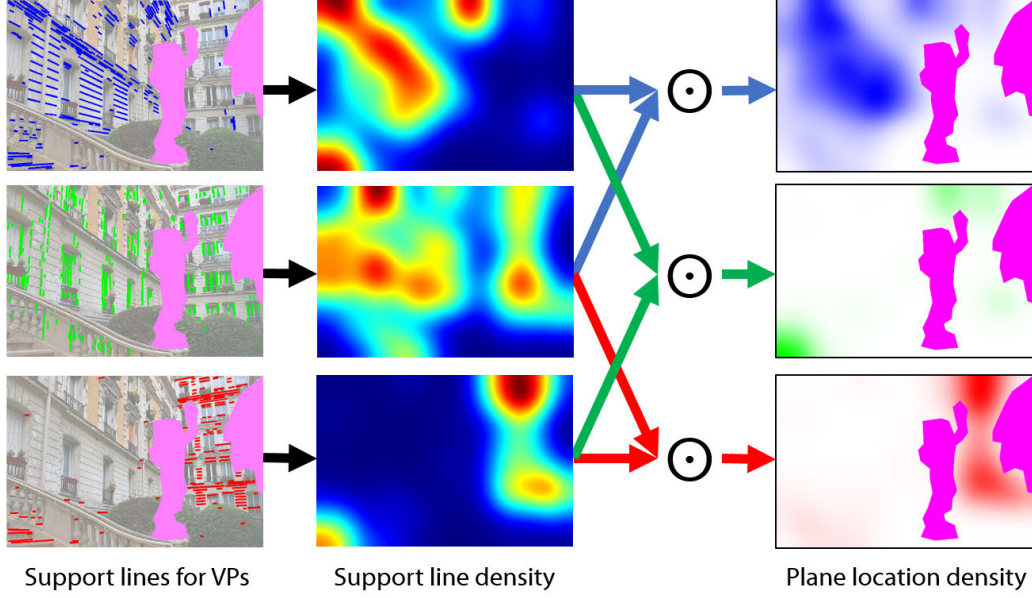 Support lines for VPs
Support line density
Plane location density